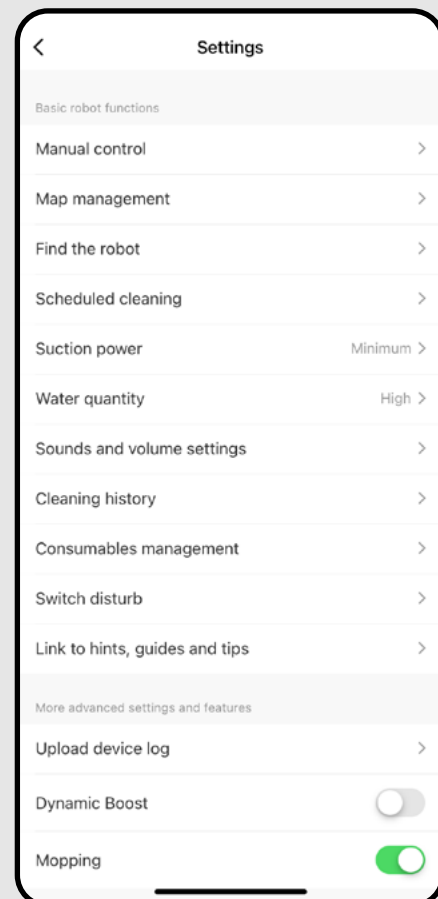 Settings
Basic robot functions
Manual control
Map management
Find the robot
Scheduled cleaning
Suction power Minimum
Water quantity High
Sounds and volume settings
Cleaning history
Consumables management
Switch disturb
Link to hints, guides and tips
More advanced settings and features
Upload device log
Dynamic Boost
Mopping